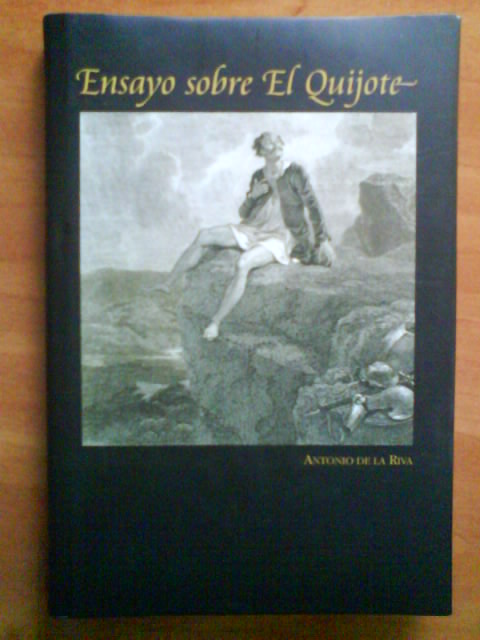 Ensayo sobre El Quijote
ANTONIO DE LA RIVA